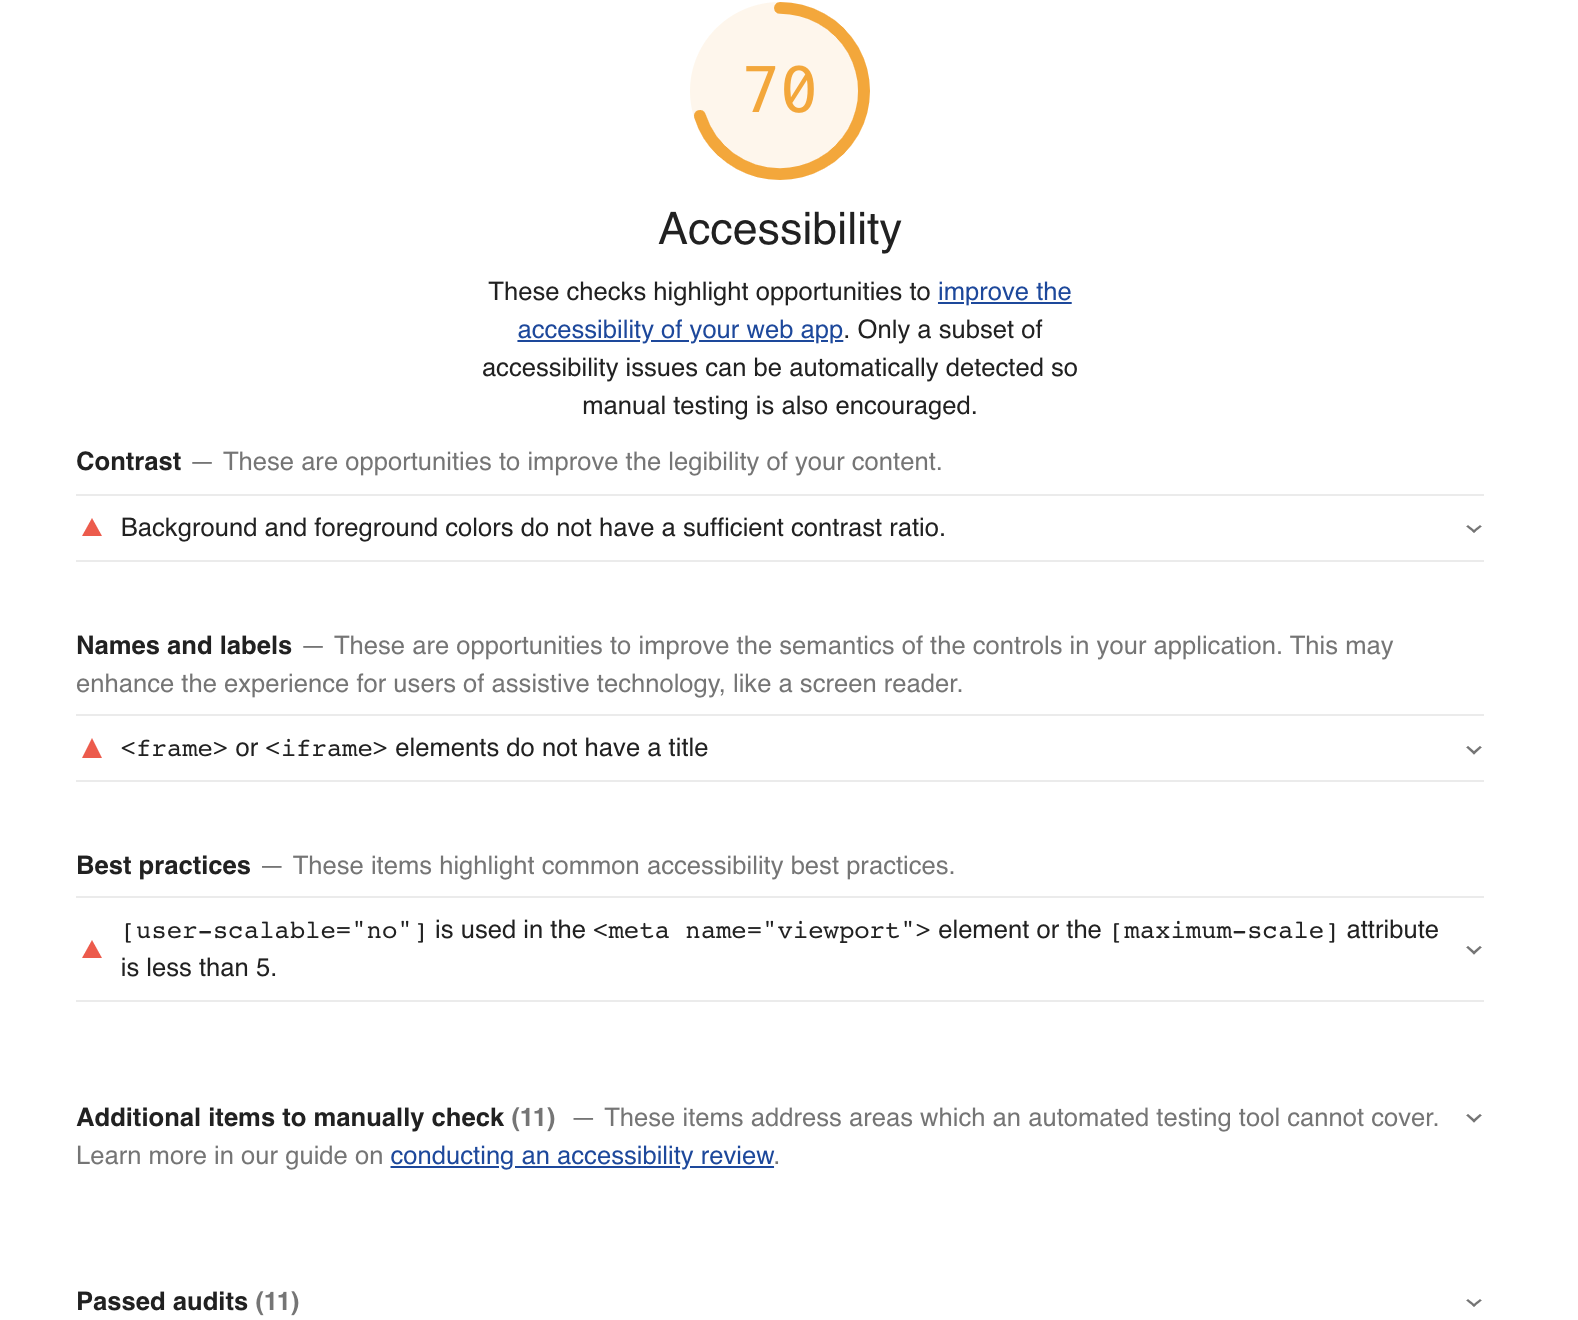 70
Accessibility
These checks highlight opportunities to improve the
accessibility of your web app. Only a subset of
accessibility issues can be automatically detected so
manual testing is also encouraged.
Contrast — These are opportunities to improve the legibility of your content.
Background and foreground colors do not have a sufficient contrast ratio.
Names and labels — These are opportunities to improve the semantics of the controls in your application. This may
enhance the experience for users of assistive technology, like a screen reader.
<frame> or <iframe> elements do not have a title
Best practices — These items highlight common accessibility best practices.
[user-scalable="no"] is used in the <meta name="viewport"> element or the [maximum-scale] attribute
is less than 5.
Additional items to manually check (11) — These items address areas which an automated testing tool cannot cover.
Learn more in our guide on conducting an accessibility review.
Passed audits (11)